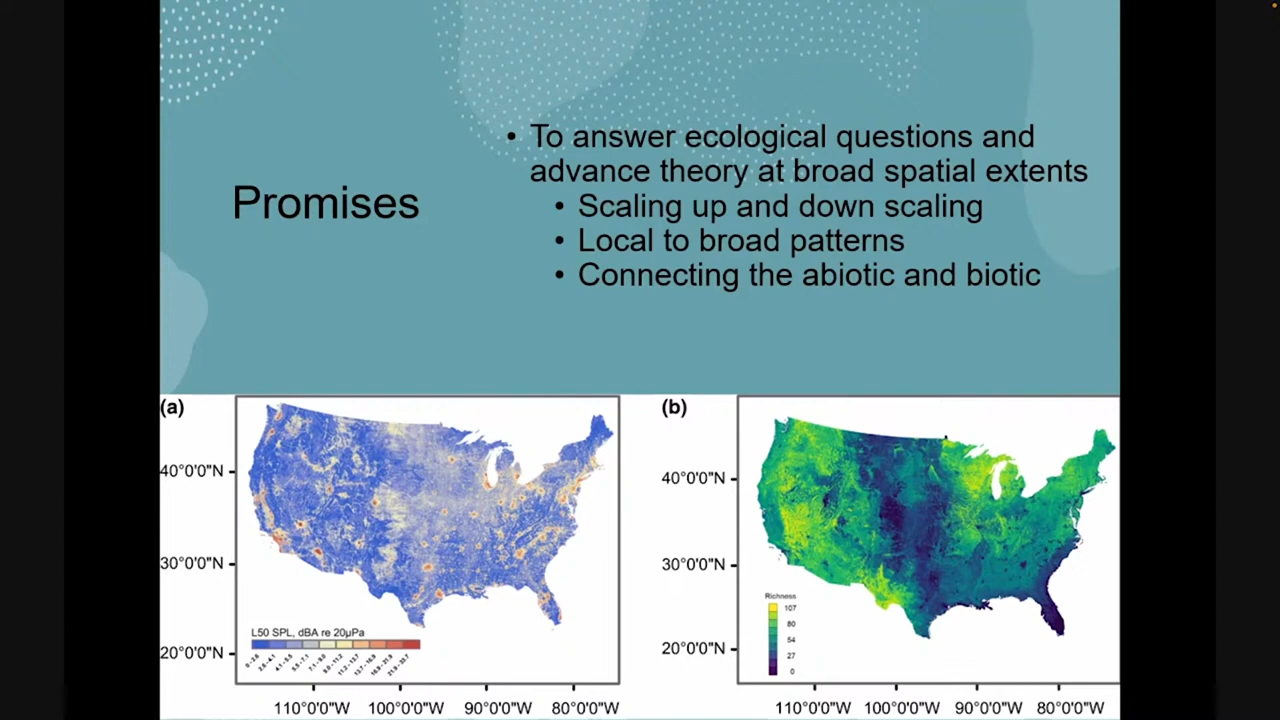 Promises
• To answer ecological questions and
advance theory at broad spatial extents
• Scaling up and down scaling
• Local to broad patterns
• Connecting the abiotic and biotic
(a)
40°0'0"N
30°0'0"N
20°0'0"N
L50 SPL, dBA re 20µPa
110°0'0"W 100°0'0"W 90°0'0"W 80°0'0"W
(b)
40°0'0"N
30°0'0"N
20°0'0"N
Richness
107
80
54
27
0
110°0'0"W 100°0'0"W 90°0'0"W 80°0'0"W